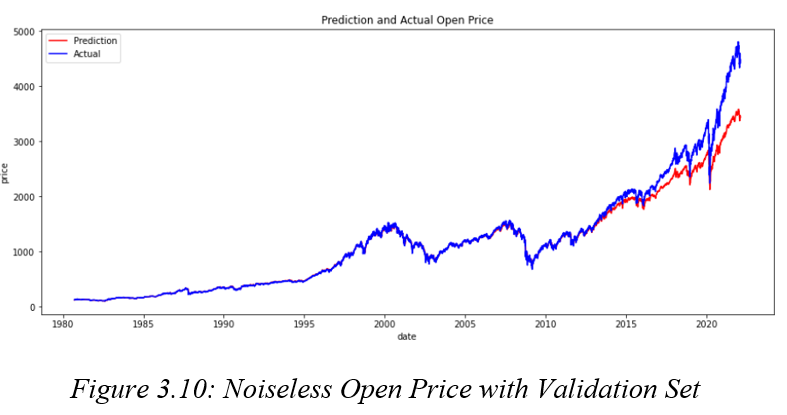 Prediction and Actual Open Price
Prediction
Actual
5000
4000
3000
2000
1000
0
price
1980 1985 1990 1995 2000 2005 2010 2015 2020
date
Figure 3.10: Noiseless Open Price with Validation Set